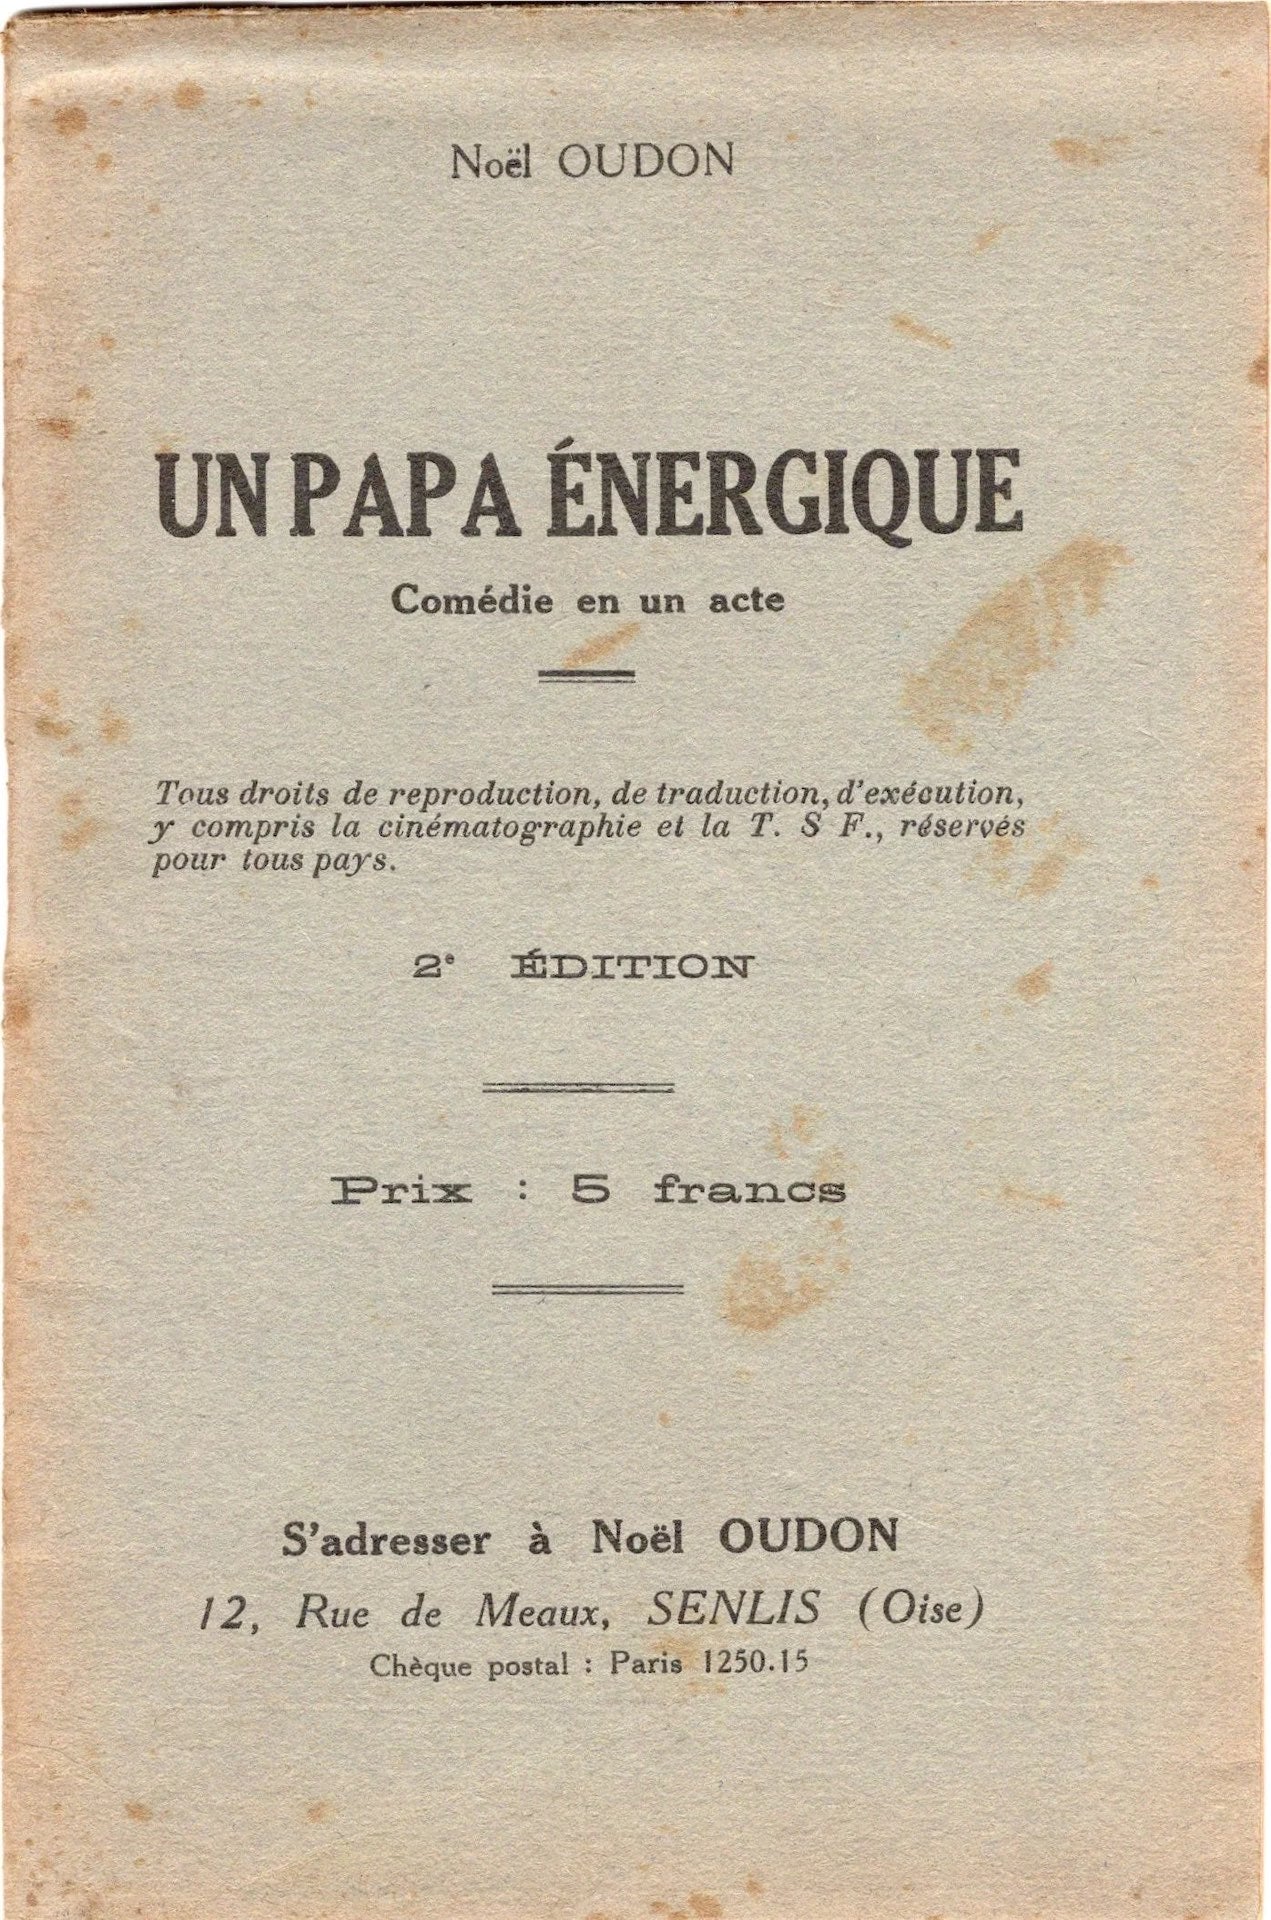 Noël OUDON
UN PAPA ÉNERGIQUE
Comédie en un acte
Tous droits de reproduction, de traduction, d'exécution,
y compris la cinématographie et la T. S F., réservés
pour tous pays.
2e ÉDITION
Prix : 5 francs
S'adresser à Noël OUDON
12, Rue de Meaux, SENLIS (Oise)
Chèque postal : Paris 1250.15